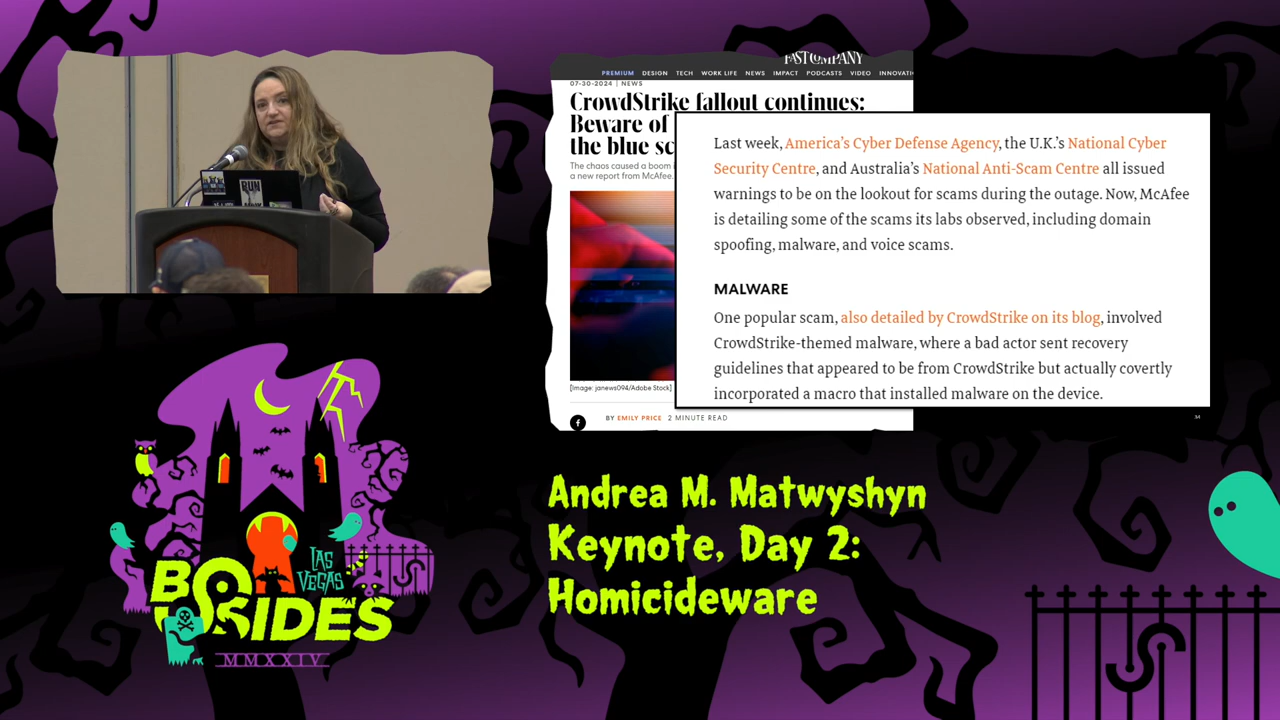 RUN
FAST COMPANY
PREMIUM DESIGN TECH WORK LIFE NEWS IMPACT PODCASTS VIDEO INNOVATI
07-30-2024 | NEWS
CrowdStrike fallout continues:
Beware of
the blue sc
The chaos caused a boom
a new report from McAfee.
[Image: janews094/Adobe Stock]
BY EMILY PRICE 2 MINUTE READ
Last week, America's Cyber Defense Agency, the U.K.'s National Cyber
Security Centre, and Australia's National Anti-Scam Centre all issued
warnings to be on the lookout for scams during the outage. Now, McAfee
is detailing some of the scams its labs observed, including domain
spoofing, malware, and voice scams.
MALWARE
One popular scam, also detailed by CrowdStrike on its blog, involved
CrowdStrike-themed malware, where a bad actor sent recovery
guidelines that appeared to be from CrowdStrike but actually covertly
incorporated a macro that installed malware on the device.
Andrea M. Matwyshyn
Keynote, Day 2:
Homicideware
LAS
VEGAS
BSIDES
MMXXIV